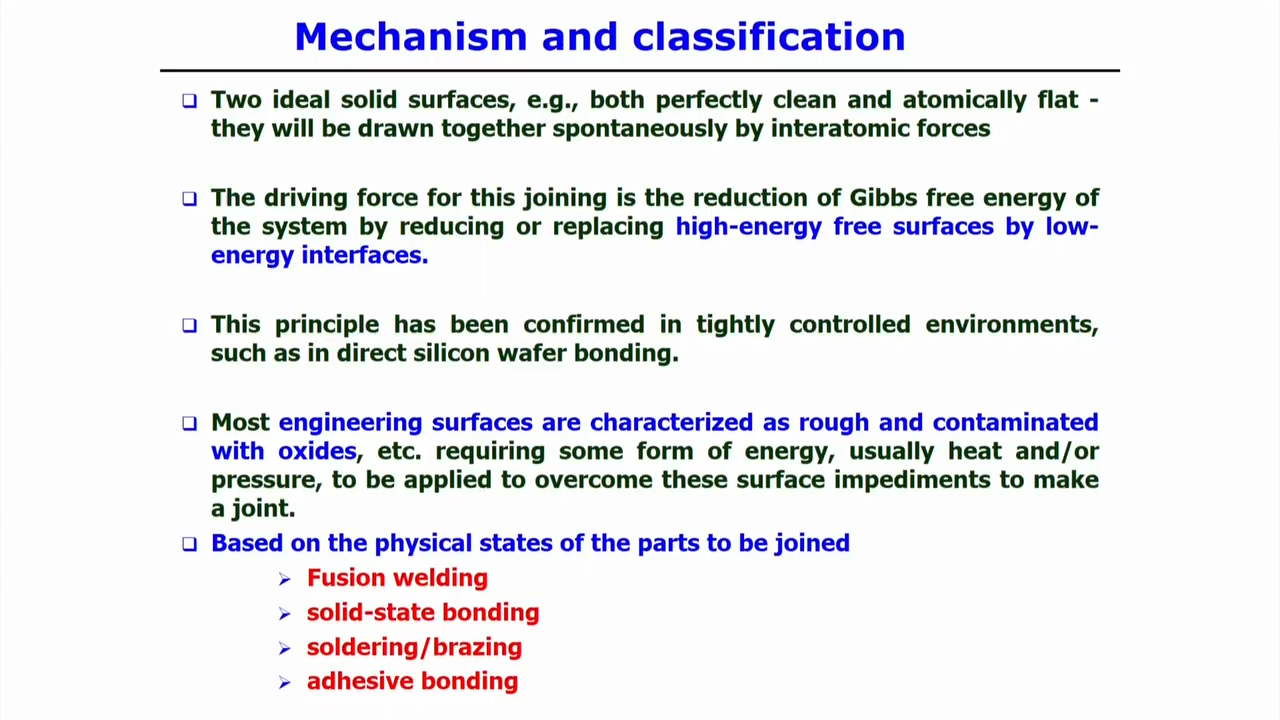 Mechanism and classification
Two ideal solid surfaces, e.g., both perfectly clean and atomically flat -
they will be drawn together spontaneously by interatomic forces
The driving force for this joining is the reduction of Gibbs free energy of
the system by reducing or replacing high-energy free surfaces by low-
energy interfaces.
This principle has been confirmed in tightly controlled environments,
such as in direct silicon wafer bonding.
Most engineering surfaces are characterized as rough and contaminated
with oxides, etc. requiring some form of energy, usually heat and/or
pressure, to be applied to overcome these surface impediments to make
a joint.
Based on the physical states of the parts to be joined
Fusion welding
solid-state bonding
soldering/brazing
adhesive bonding